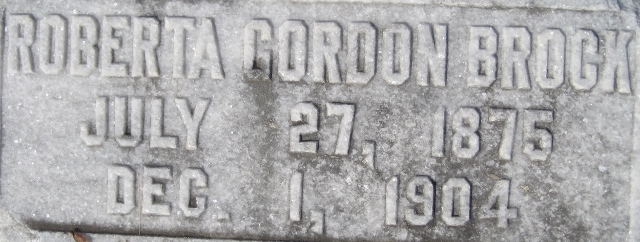 ROBERTA GORDON BROCK
JULY 27, 1875
DEC. 1, 1904